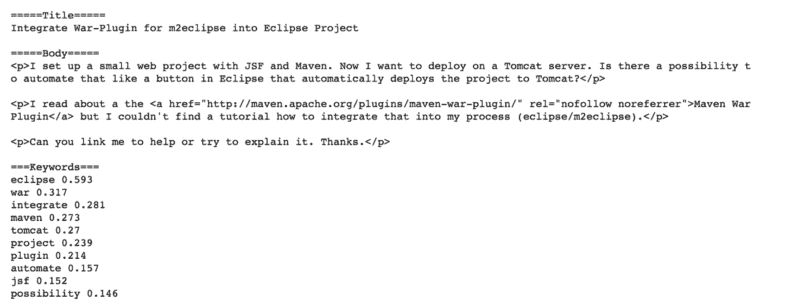 =====Title=====
Integrate War-Plugin for m2eclipse into Eclipse Project
=====Body=====
<p>I set up a small web project with JSF and Maven. Now I want to deploy on a Tomcat server. Is there a possibility t
o automate that like a button in Eclipse that automatically deploys the project to Tomcat?</p>
<p>I read about a the <a href="http://maven.apache.org/plugins/maven-war-plugin/" rel="nofollow noreferrer">Maven War
Plugin</a> but I couldn't find a tutorial how to integrate that into my process (eclipse/m2eclipse).</p>
<p>Can you link me to help or try to explain it. Thanks.</p>
===Keywords===
eclipse 0.593
war 0.317
integrate 0.281
maven 0.273
tomcat 0.27
project 0.239
plugin 0.214
automate 0.157
jsf 0.152
possibility 0.146